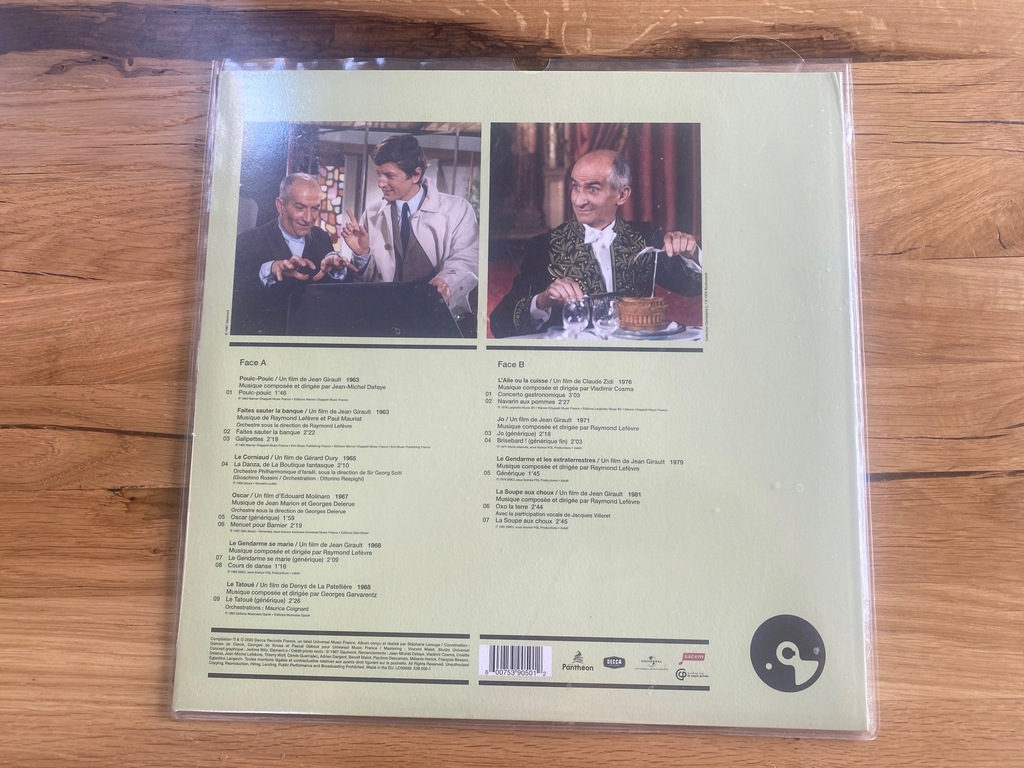 Face A
Pouic-Pouic / Un film de Jean Girault 1963
Musique composée et dirigée par Jean-Michel Defaye
01 Pouic-pouic 1'46
Faites sauter la banque / Un film de Jean Girault 1963
Musique de Raymond Lefèvre et Paul Mauriat
Orchestre sous la direction de Raymond Lefèvre
02 Faites sauter la banque 2'22
03 Galipettes 2'18
Le Corniaud / Un film de Gérard Oury 1965
04 La Danza, de La Boutique fantasque 2'10
Orchestre Philharmonique d'Israël, sous la direction de Sir Georg Solti
(Gioachino Rossini / Orchestration : Ottorino Respighi)
Oscar / Un film d'Edouard Molinaro 1967
Musique de Jean Marion et Georges Delerue
Orchestre sous la direction de Georges Delerue
05 Oscar (générique) 1'59
06 Menuet pour Barnier 2'19
Le Gendarme se marie / Un film de Jean Girault 1968
Musique composée et dirigée par Raymond Lefèvre
07 Le Gendarme se marie (générique) 2'09
08 Cours de danse 1'16
Le Tatoué / Un film de Denys de La Patellière 1968
Musique composée et dirigée par Georges Garvarentz
09 Le Tatoué (générique) 2'26
Orchestrations : Maurice Coignard
Face B
L'Aile ou la cuisse / Un film de Claude Zidi 1976
Musique composée et dirigée par Vladimir Cosma
01 Concerto gastronomique 3'03
02 Navarin aux pommes 2'27
Jo / Un film de Jean Girault 1971
Musique composée et dirigée par Raymond Lefèvre
03 Jo (générique) 2'18
04 Brisebard ! (générique fin) 2'03
Le Gendarme et les extraterrestres / Un film de Jean Girault 1979
Musique composée et dirigée par Raymond Lefèvre
05 Générique 1'45
La Soupe aux choux / Un film de Jean Girault 1981
Musique composée et dirigée par Raymond Lefèvre
06 Oxo la terre 2'44
Avec la participation vocale de Jacques Villeret
07 La Soupe aux choux 2'45
6 00753 90501 2
Panthéon
DECCA
UNIVERSAL
sacem